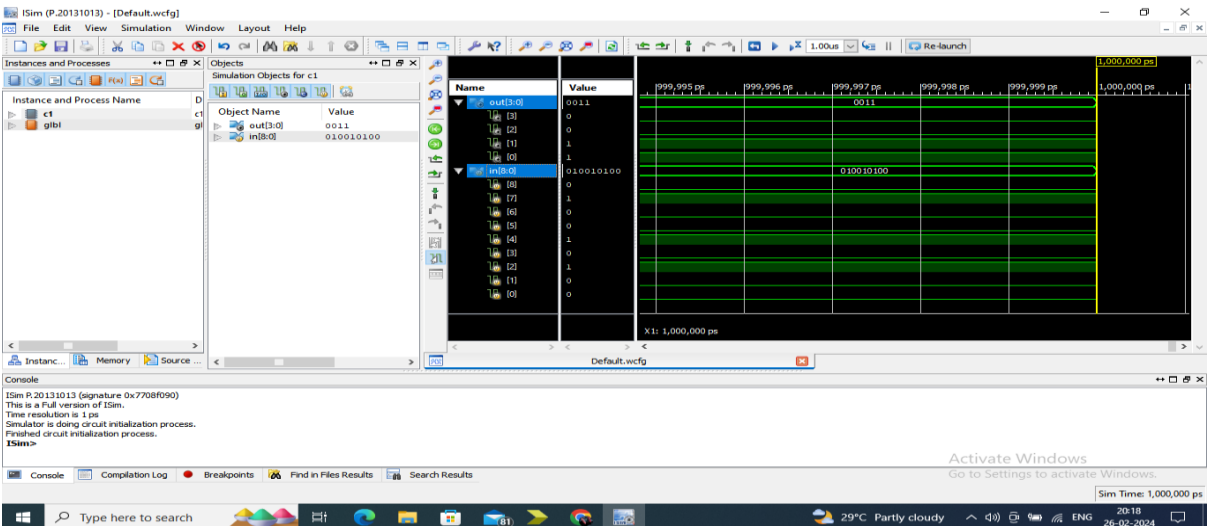 ISim (P.20131013) - [Default.wcfg]
File Edit View Simulation Window Layout Help
1.00us Re-launch
Instances and Processes
Instance and Process Name D
c1 c1
glbl gl
Objects
Simulation Objects for c1
Object Name Value
out[3:0] 0011
in[8:0] 010010100
Name Value
1,000,000 ps
999,995 ps 999,996 ps 999,997 ps 999,998 ps 999,999 ps 1,000,000 ps 1
out[3:0] 0011 0011
[3] 0
[2] 0
[1] 1
[0] 1
in[8:0] 010010100 010010100
[8] 0
[7] 1
[6] 0
[5] 0
[4] 1
[3] 0
[2] 1
[1] 0
[0] 0
X1: 1,000,000 ps
Instanc... Memory Source ...
Default.wcfg
Console
ISim P.20131013 (signature 0x7708f090)
This is a Full version of ISim.
Time resolution is 1 ps
Simulator is doing circuit initialization process.
Finished circuit initialization process.
ISim>
Console Compilation Log Breakpoints Find in Files Results Search Results
Activate Windows
Go to Settings to activate Windows.
Sim Time: 1,000,000 ps
Type here to search
81
29°C Partly cloudy ENG
20:18
26-02-2024